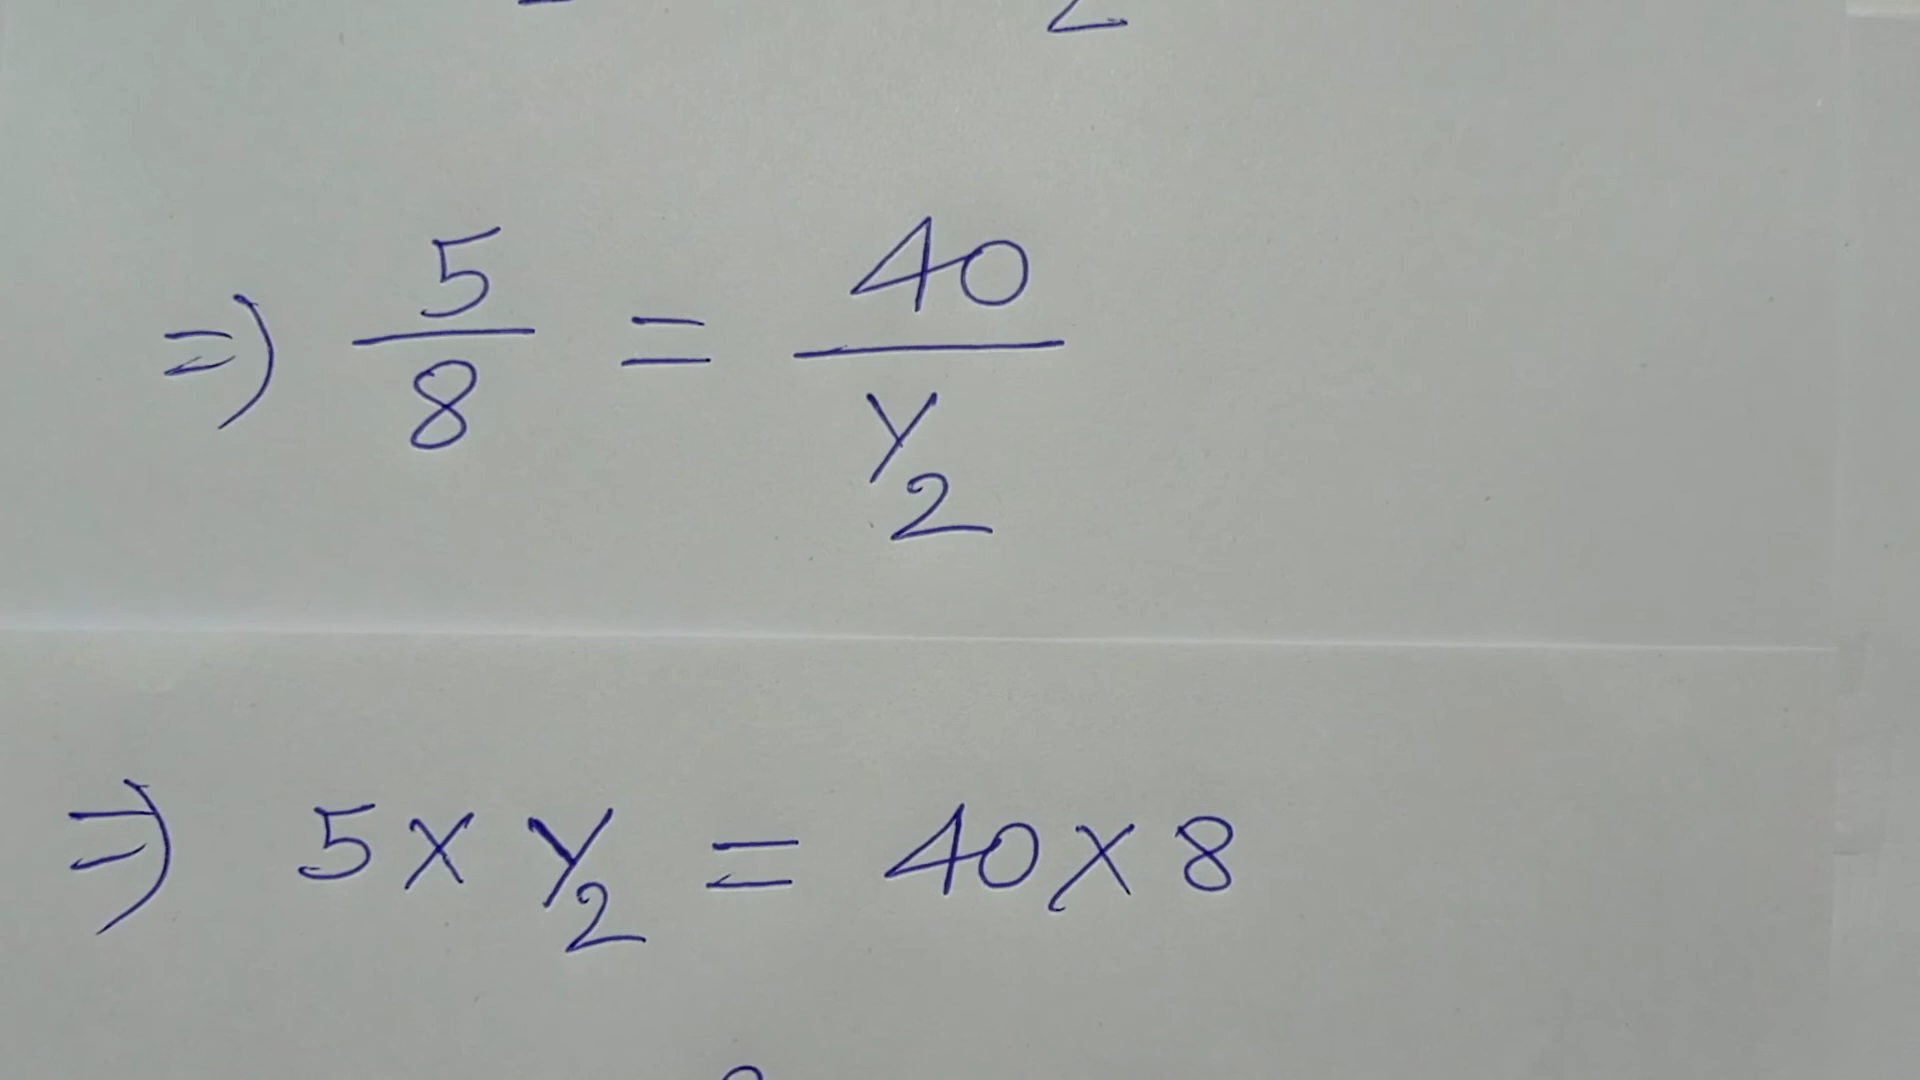 ⇒ 5/8 = 40/y₂
⇒ 5 × y₂ = 40 × 8